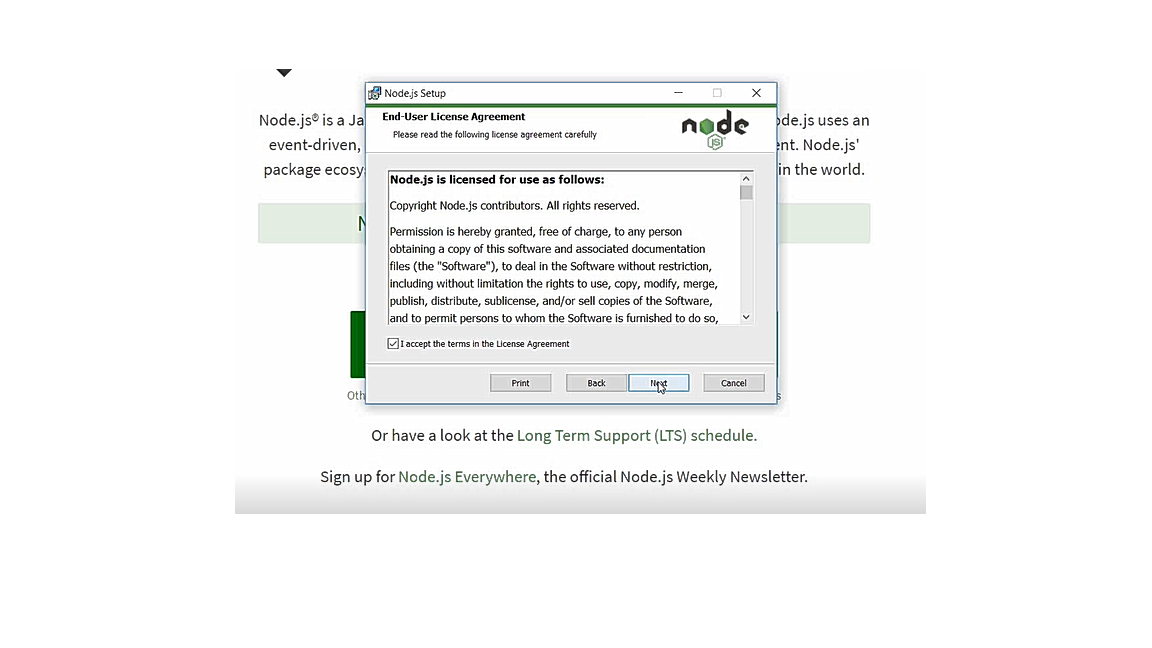 Node.js Setup
End-User License Agreement
Please read the following license agreement carefully
node
JS
Node.js® is a Ja
ode.js uses an
event-driven,
ent. Node.js'
package ecosy
in the world.
N
Node.js is licensed for use as follows:
Copyright Node.js contributors. All rights reserved.
Permission is hereby granted, free of charge, to any person
obtaining a copy of this software and associated documentation
files (the "Software"), to deal in the Software without restriction,
including without limitation the rights to use, copy, modify, merge,
publish, distribute, sublicense, and/or sell copies of the Software,
and to permit persons to whom the Software is furnished to do so,
I accept the terms in the License Agreement
Print Back Next Cancel
Oth
s
Or have a look at the Long Term Support (LTS) schedule.
Sign up for Node.js Everywhere, the official Node.js Weekly Newsletter.